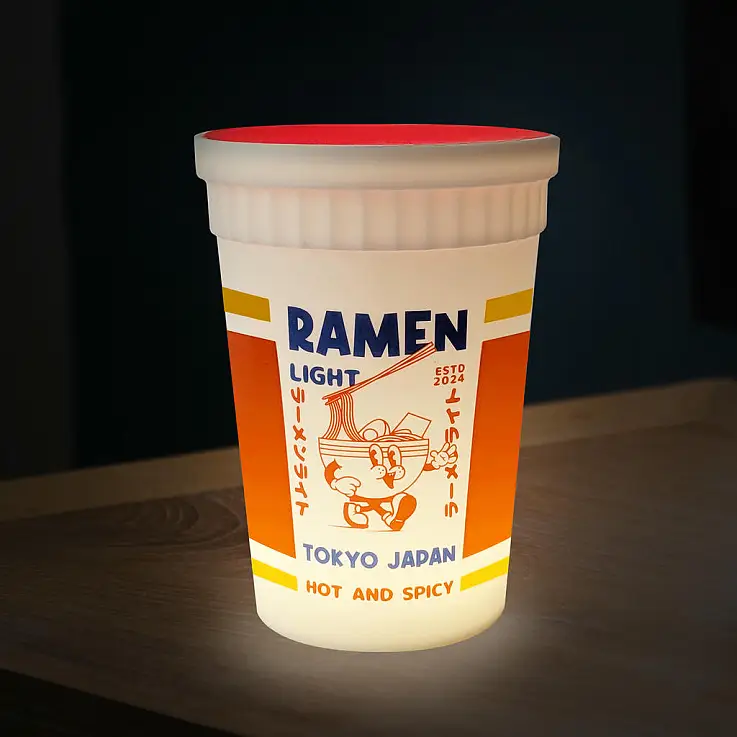 RAMEN
LIGHT
ESTD
2024
ラーメンライト
ラーメンライト
TOKYO JAPAN
HOT AND SPICY